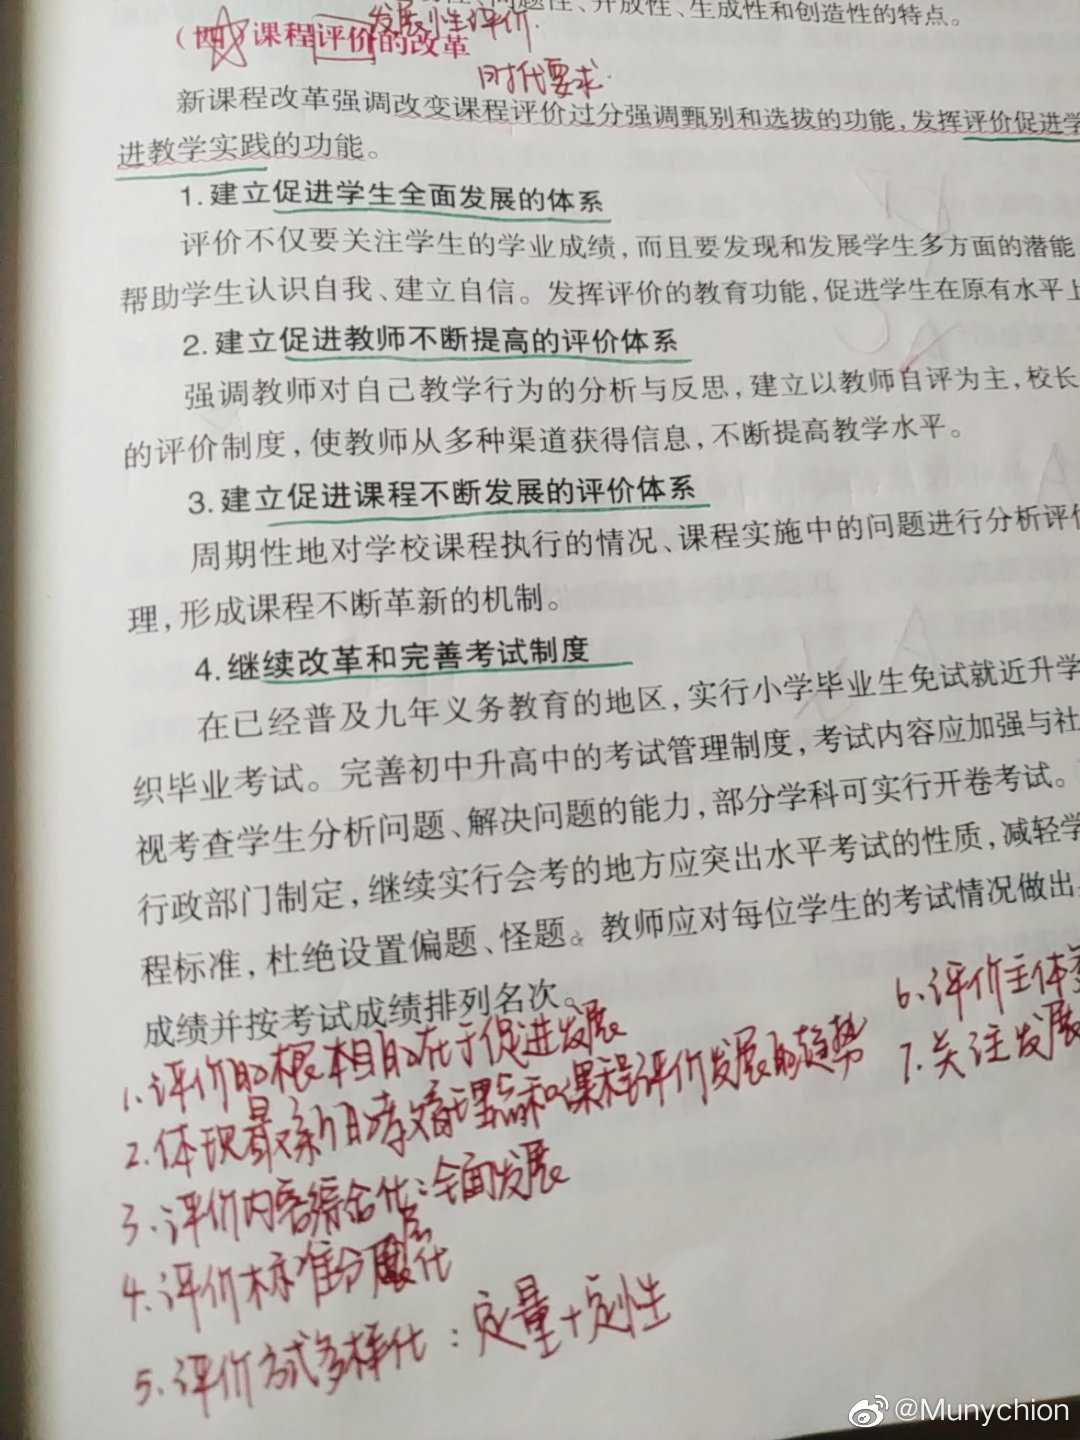 性、开放性、生成性和创造性的特点。
发展性评价
(四)课程评价的改革
时代要求.
新课程改革强调改变课程评价过分强调甄别和选拔的功能,发挥评价促进学
进教学实践的功能。
1.建立促进学生全面发展的体系
评价不仅要关注学生的学业成绩,而且要发现和发展学生多方面的潜能
帮助学生认识自我、建立自信。发挥评价的教育功能,促进学生在原有水平上
2.建立促进教师不断提高的评价体系
强调教师对自己教学行为的分析与反思,建立以教师自评为主,校长
的评价制度,使教师从多种渠道获得信息,不断提高教学水平。
3.建立促进课程不断发展的评价体系
周期性地对学校课程执行的情况、课程实施中的问题进行分析评估
理,形成课程不断革新的机制。
4.继续改革和完善考试制度
在已经普及九年义务教育的地区,实行小学毕业生免试就近升学
织毕业考试。完善初中升高中的考试管理制度,考试内容应加强与社
视考查学生分析问题、解决问题的能力,部分学科可实行开卷考试。
行政部门制定,继续实行会考的地方应突出水平考试的性质,减轻学
程标准,杜绝设置偏题、怪题。教师应对每位学生的考试情况做出
成绩并按考试成绩排列名次。
1.评价的根本目的在于促进发展
2.体现最新的教育理念和课程评价发展的趋势
3.评价内容综合化:全面发展
4.评价标准分层化
5.评价方式多样化:定量+定性
6.评价主体多
7.关注发展
@Munychion